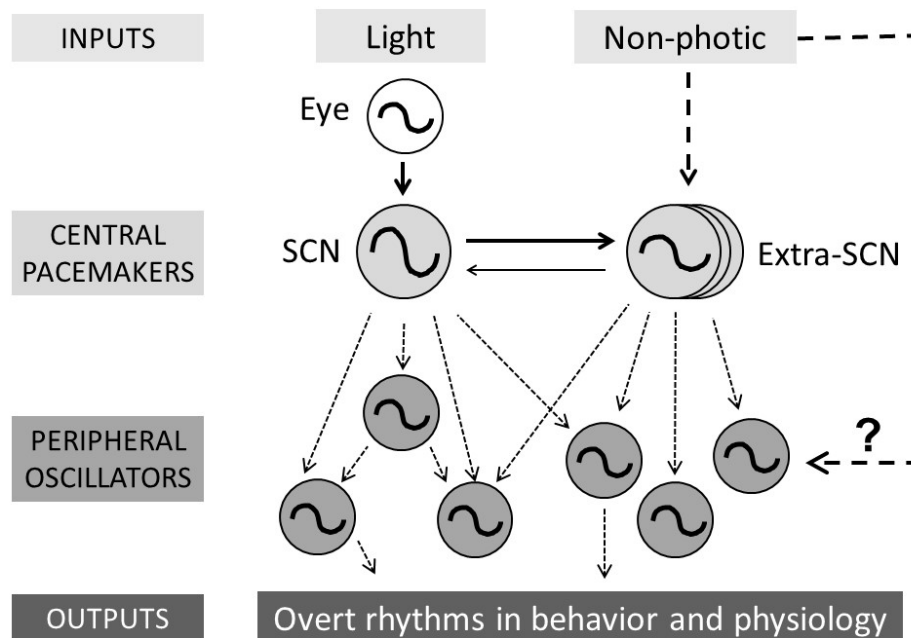 INPUTS
Light
Non-photic
Eye
CENTRAL
PACEMAKERS
SCN
Extra-SCN
PERIPHERAL
OSCILLATORS
?
OUTPUTS
Overt rhythms in behavior and physiology